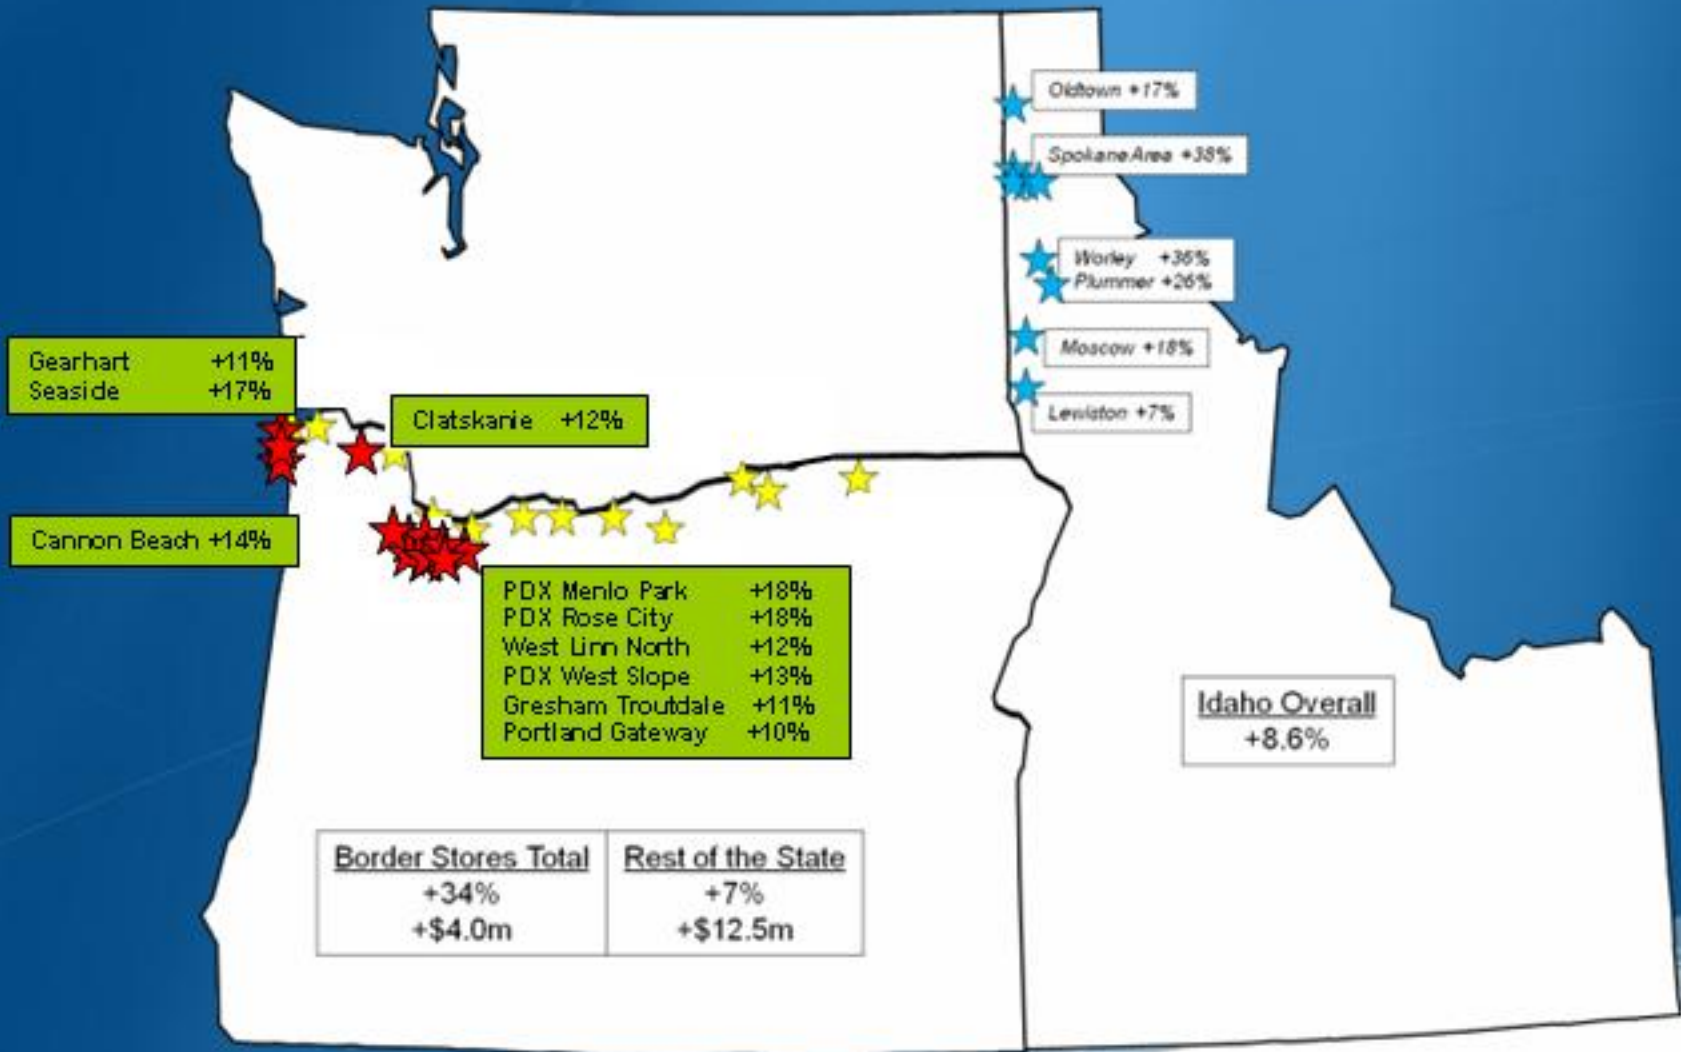 Oldtown +17%
Spokane Area +38%
Worley +36%
Plummer +26%
Moscow +18%
Lewiston +7%
Gearhart +11%
Seaside +17%
Clatskanie +12%
Cannon Beach +14%
PDX Menlo Park +18%
PDX Rose City +18%
West Linn North +12%
PDX West Slope +13%
Gresham Troutdale +11%
Portland Gateway +10%
Idaho Overall
+8.6%
Border Stores Total
+34%
+$4.0m
Rest of the State
+7%
+$12.5m